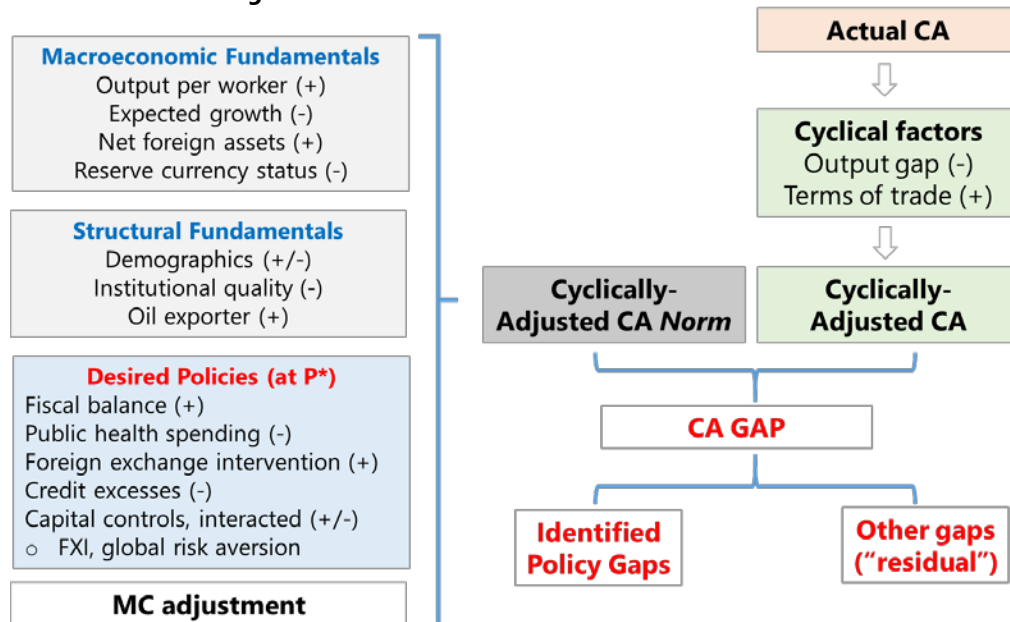 Macroeconomic Fundamentals
Output per worker (+)
Expected growth (-)
Net foreign assets (+)
Reserve currency status (-)
Structural Fundamentals
Demographics (+/-)
Institutional quality (-)
Oil exporter (+)
Desired Policies (at P*)
Fiscal balance (+)
Public health spending (-)
Foreign exchange intervention (+)
Credit excesses (-)
Capital controls, interacted (+/-)
o FXI, global risk aversion
MC adjustment
Actual CA
Cyclical factors
Output gap (-)
Terms of trade (+)
Cyclically-
Adjusted CA Norm
Cyclically-
Adjusted CA
CA GAP
Identified
Policy Gaps
Other gaps
(“residual”)